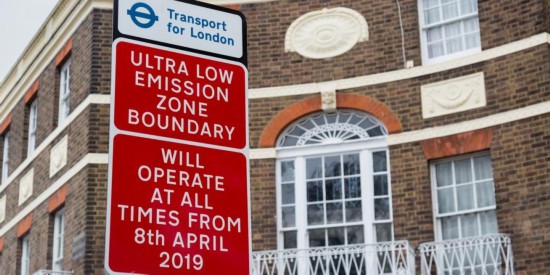 Transport
for London
ULTRA LOW
EMISSION
ZONE
BOUNDARY
WILL
OPERATE
AT ALL
TIMES FROM
8th APRIL
2019